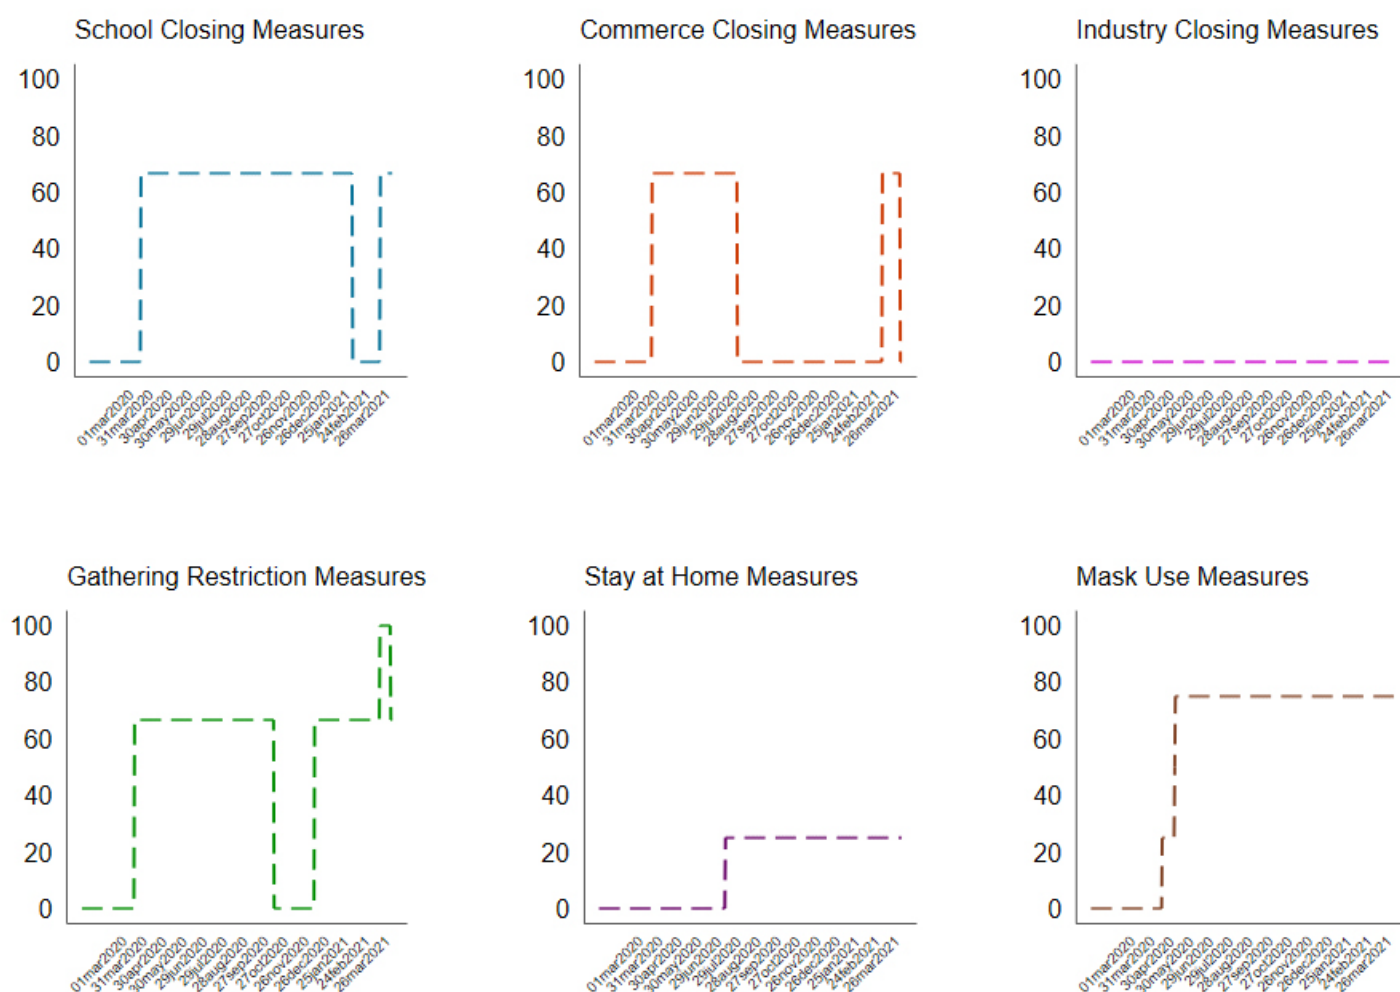 School Closing Measures
100
80
60
40
20
0
01mar2020
31mar2020
30apr2020
30may2020
29jun2020
29jul2020
28aug2020
27sep2020
27oct2020
26nov2020
26dec2020
25jan2021
24feb2021
26mar2021
Commerce Closing Measures
100
80
60
40
20
0
01mar2020
31mar2020
30apr2020
30may2020
29jun2020
29jul2020
28aug2020
27sep2020
27oct2020
26nov2020
26dec2020
25jan2021
24feb2021
26mar2021
Industry Closing Measures
100
80
60
40
20
0
01mar2020
31mar2020
30apr2020
30may2020
29jun2020
29jul2020
28aug2020
27sep2020
27oct2020
26nov2020
26dec2020
25jan2021
24feb2021
26mar2021
Gathering Restriction Measures
100
80
60
40
20
0
01mar2020
31mar2020
30apr2020
30may2020
29jun2020
29jul2020
28aug2020
27sep2020
27oct2020
26nov2020
26dec2020
25jan2021
24feb2021
26mar2021
Stay at Home Measures
100
80
60
40
20
0
01mar2020
31mar2020
30apr2020
30may2020
29jun2020
29jul2020
28aug2020
27sep2020
27oct2020
26nov2020
26dec2020
25jan2021
24feb2021
26mar2021
Mask Use Measures
100
80
60
40
20
0
01mar2020
31mar2020
30apr2020
30may2020
29jun2020
29jul2020
28aug2020
27sep2020
27oct2020
26nov2020
26dec2020
25jan2021
24feb2021
26mar2021